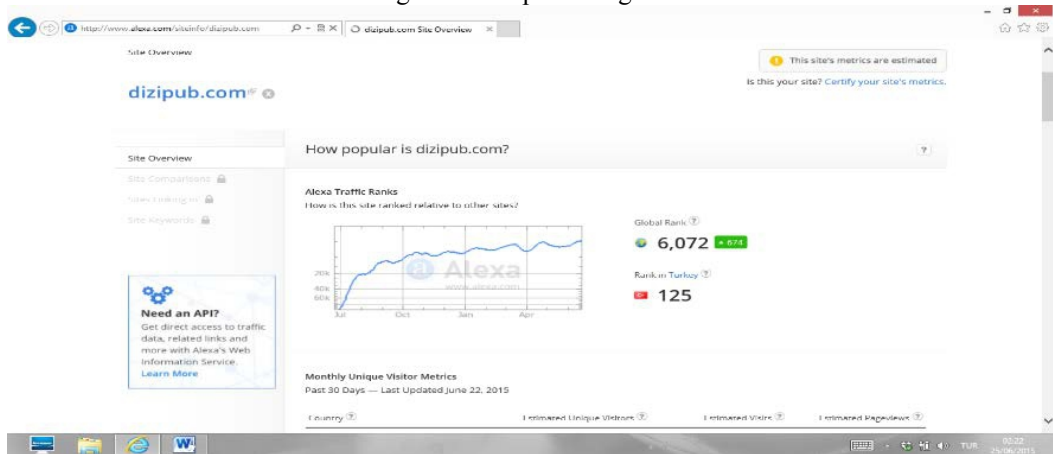 http://www.alexa.com/siteinfo/dizipub.com
dizipub.com Site Overview
Site Overview
This site's metrics are estimated
Is this your site? Certify your site's metrics.
dizipub.com
Site Overview
How popular is dizipub.com?
Site Comparisons
Sites Linking In
Site Keywords
Alexa Traffic Ranks
How is this site ranked relative to other sites?
Global Rank
6,072
674
Rank in Turkey
125
Alexa
www.alexa.com
20k
40k
60k
Jul Oct Jan Apr
Need an API?
Get direct access to traffic
data, related links and
more with Alexa's Web
Information Service.
Learn More
Monthly Unique Visitor Metrics
Past 30 Days — Last Updated June 22, 2015
Country Estimated Unique Visitors Estimated Visits Estimated Pageviews
TUR
02:22
25/06/2015